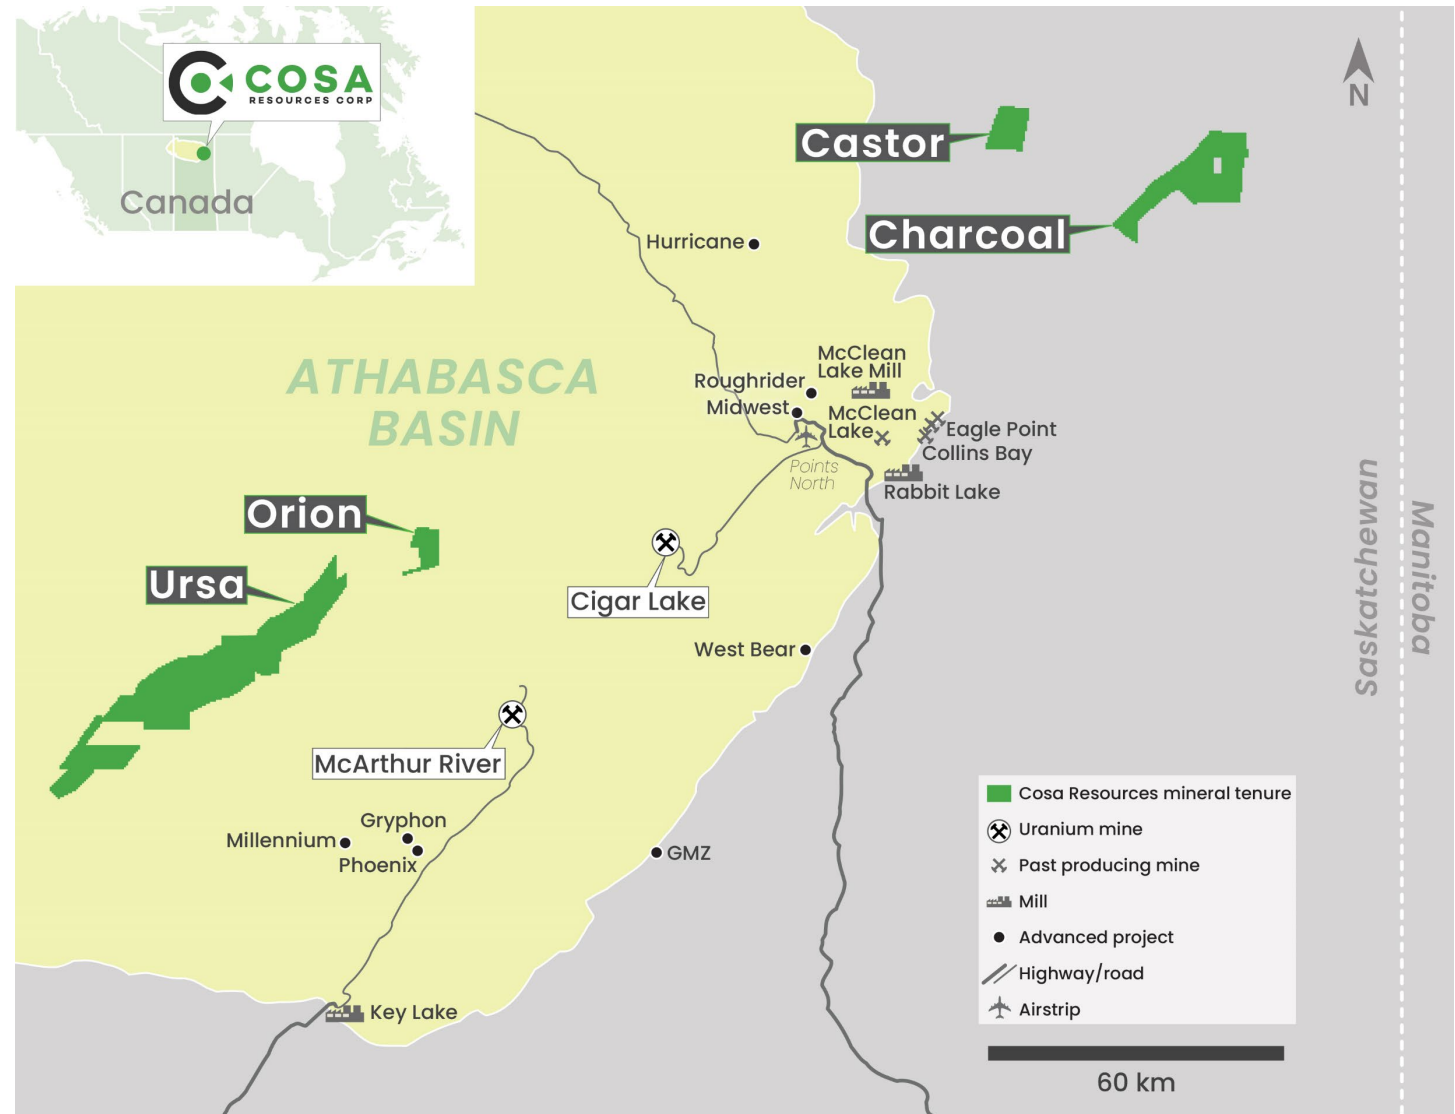 COSA
RESOURCES CORP
Canada
N
Castor
Charcoal
Hurricane
ATHABASCA
BASIN
McClean
Lake Mill
Roughrider
Midwest
McClean
Lake
Eagle Point
Collins Bay
Points
North
Rabbit Lake
Saskatchewan
Manitoba
Orion
Ursa
Cigar Lake
West Bear
McArthur River
Gryphon
Millennium
Phoenix
GMZ
Key Lake
Cosa Resources mineral tenure
Uranium mine
Past producing mine
Mill
Advanced project
Highway/road
Airstrip
60 km